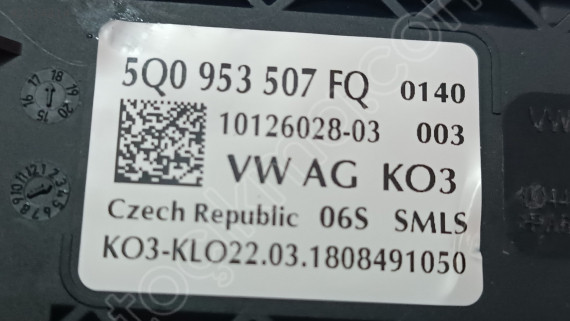 5Q0 953 507 FQ 0140
10126028-03 003
VW AG KO3
Czech Republic 06S SMLS
KO3-KLO22.03.1808491050